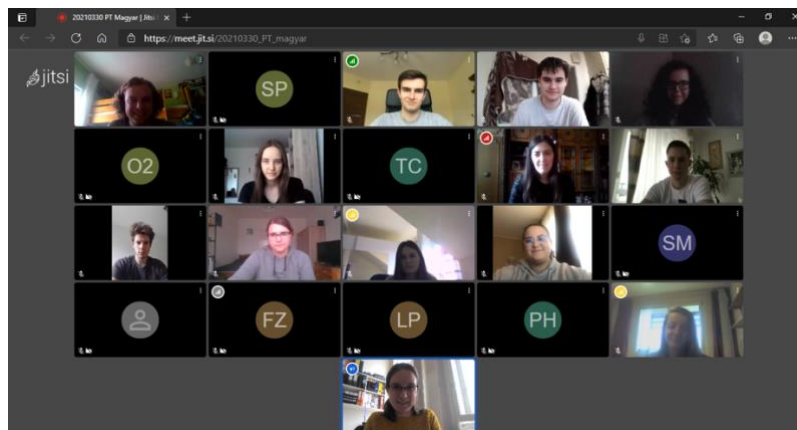 20210330 PT Magyar | Jitsi
https://meet.jit.si/20210330_PT_magyar
jitsi
SP
O2
TC
SM
FZ
LP
PH